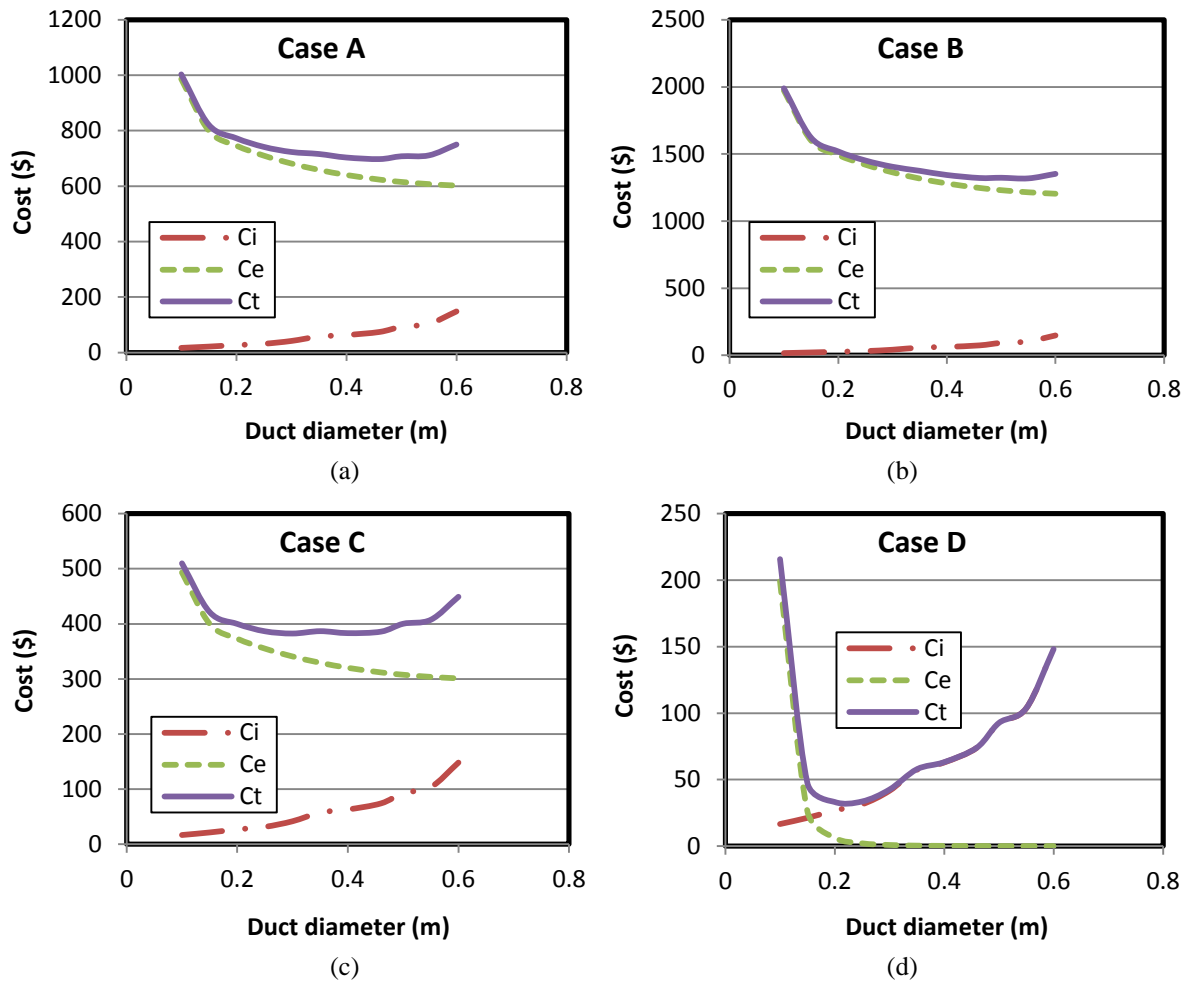 Case A
1200
1000
800
600
400
200
0
Cost ($)
Ci
Ce
Ct
0 0.2 0.4 0.6 0.8
Duct diameter (m)
(a)
Case B
2500
2000
1500
1000
500
0
Cost ($)
Ci
Ce
Ct
0 0.2 0.4 0.6 0.8
Duct diameter (m)
(b)
Case C
600
500
400
300
200
100
0
Cost ($)
Ci
Ce
Ct
0 0.2 0.4 0.6 0.8
Duct diameter (m)
(c)
Case D
250
200
150
100
50
0
Cost ($)
Ci
Ce
Ct
0 0.2 0.4 0.6 0.8
Duct diameter (m)
(d)